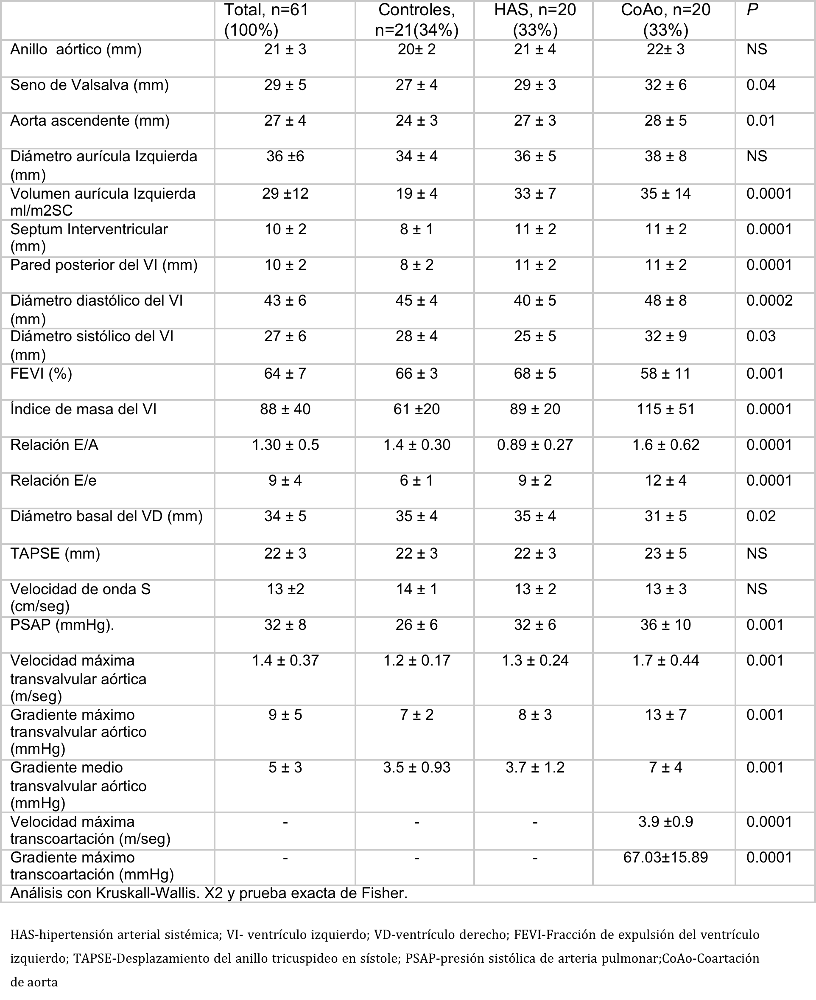 Total, n=61 (100%) Controles, n=21(34%) HAS, n=20 (33%) CoAo, n=20 (33%) P
Anillo  aórtico (mm) 21 ± 3 20± 2 21 ± 4 22± 3 NS
Seno de Valsalva (mm) 29 ± 5 27 ± 4 29 ± 3 32 ± 6 0.04
Aorta ascendente (mm) 27 ± 4 24 ± 3 27 ± 3 28 ± 5 0.01
Diámetro aurícula Izquierda 36 ±6 34 ± 4 36 ± 5 38 ± 8 NS
(mm)
Volumen aurícula Izquierda 29 ±12 19 ± 4 33 ± 7 35 ± 14 0.0001
ml/m2SC
Septum Interventricular 10 ± 2 8 ± 1 11 ± 2 11 ± 2 0.0001
(mm)
Pared posterior del VI (mm) 10 ± 2 8 ± 2 11 ± 2 11 ± 2 0.0001
Diámetro diastólico del VI 43 ± 6 45 ± 4 40 ± 5 48 ± 8 0.0002
(mm)
Diámetro sistólico del VI 27 ± 6 28 ± 4 25 ± 5 32 ± 9 0.03
(mm)
FEVI (%) 64 ± 7 66 ± 3 68 ± 5 58 ± 11 0.001
Índice de masa del VI 88 ± 40 61 ±20 89 ± 20 115 ± 51 0.0001
Relación E/A 1.30 ± 0.5 1.4 ± 0.30 0.89 ± 0.27 1.6 ± 0.62 0.0001
Relación E/e 9 ± 4 6 ± 1 9 ± 2 12 ± 4 0.0001
Diámetro basal del VD (mm) 34 ± 5 35 ± 4 35 ± 4 31 ± 5 0.02
TAPSE (mm) 22 ± 3 22 ± 3 22 ± 3 23 ± 5 NS
Velocidad de onda S 13 ±2 14 ± 1 13 ± 2 13 ± 3 NS
(cm/seg)
PSAP (mmHg). 32 ± 8 26 ± 6 32 ± 6 36 ± 10 0.001
Velocidad máxima 1.4 ± 0.37 1.2 ± 0.17 1.3 ± 0.24 1.7 ± 0.44 0.001
transvalvular aórtica
(m/seg)
Gradiente máximo 9 ± 5 7 ± 2 8 ± 3 13 ± 7 0.001
transvalvular aórtico
(mmHg)
Gradiente medio 5 ± 3 3.5 ± 0.93 3.7 ± 1.2 7 ± 4 0.001
transvalvular aórtico
(mmHg)
Velocidad máxima - - - 3.9 ±0.9 0.0001
transcoartación (m/seg)
Gradiente máximo - - - 67.03±15.89 0.0001
transcoartación (mmHg)
Análisis con Kruskall-Wallis. X2 y prueba exacta de Fisher.
HAS-hipertensión arterial sistémica; VI- ventrículo izquierdo; VD-ventrículo derecho; FEVI-Fracción de expulsión del ventrículo
izquierdo; TAPSE-Desplazamiento del anillo tricuspideo en sístole; PSAP-presión sistólica de arteria pulmonar;CoAo-Coartación
de aorta